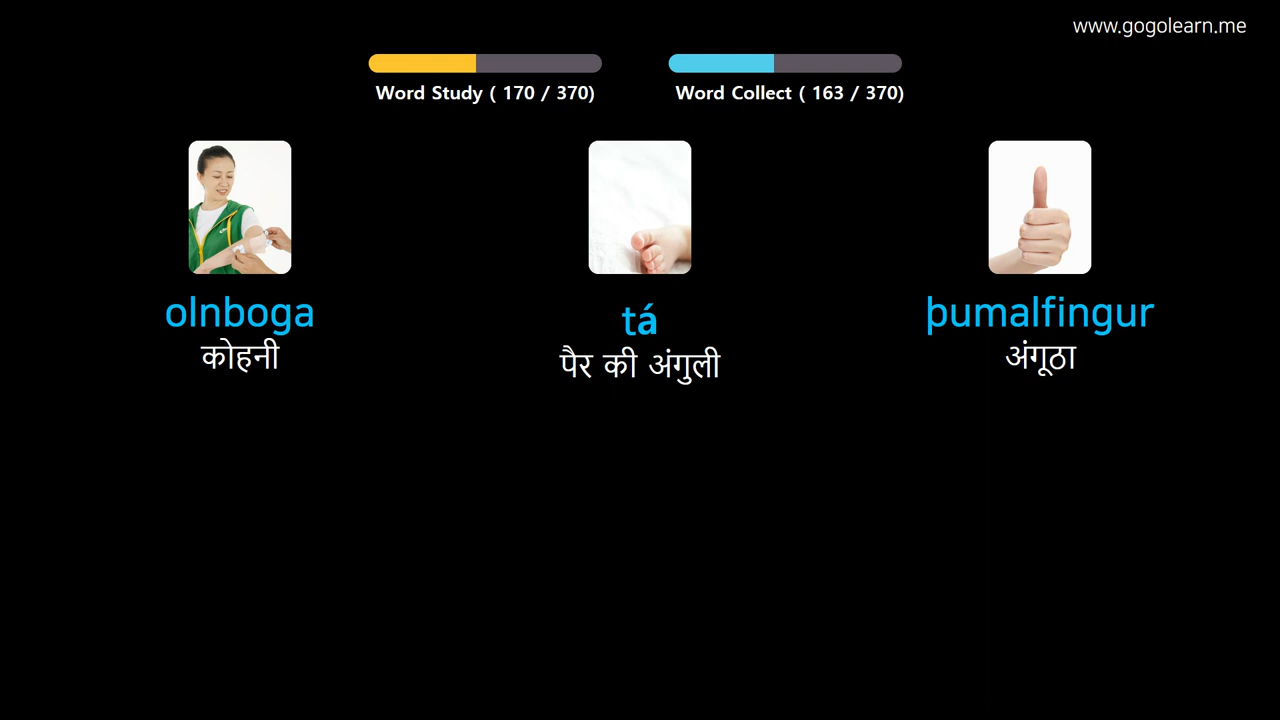 www.gogolearn.me
Word Study ( 170 / 370)
Word Collect ( 163 / 370)
olnboga
कोहनी
tá
पैर की अंगुली
þumalfingur
अंगूठा